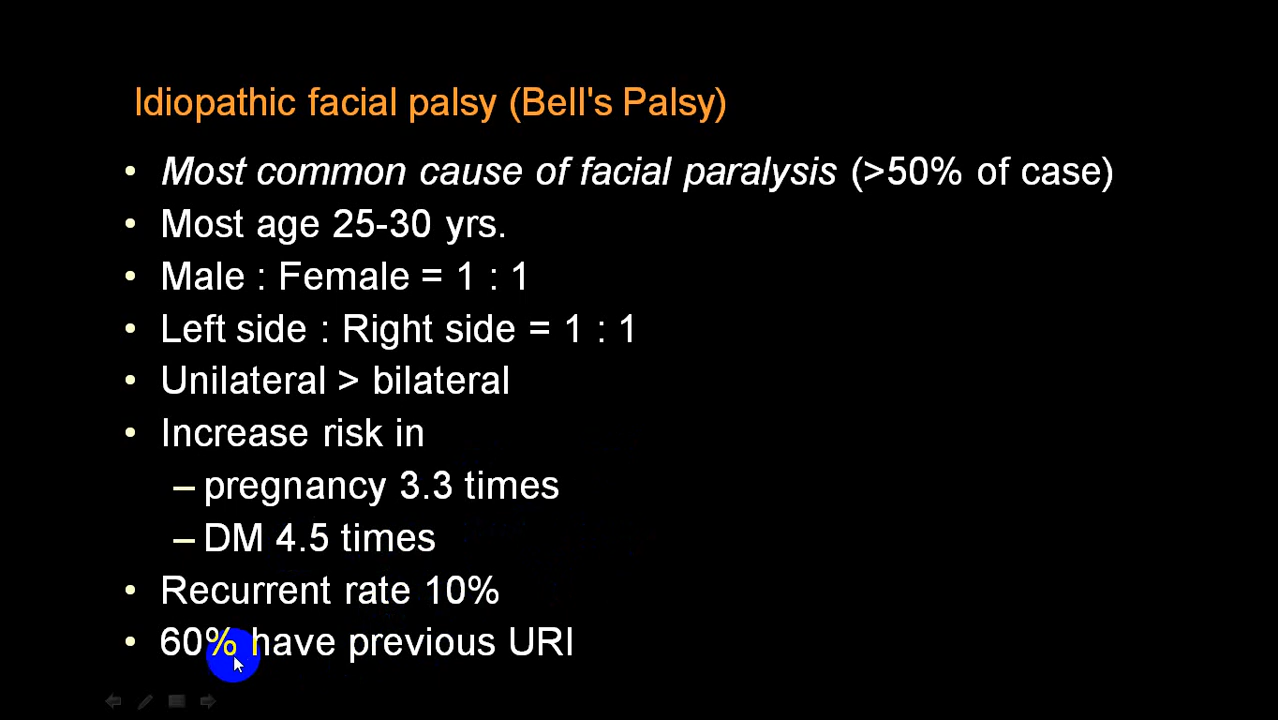 Idiopathic facial palsy (Bell's Palsy)
• Most common cause of facial paralysis (>50% of case)
• Most age 25-30 yrs.
• Male : Female = 1 : 1
• Left side : Right side = 1 : 1
• Unilateral > bilateral
• Increase risk in
– pregnancy 3.3 times
– DM 4.5 times
• Recurrent rate 10%
• 60% have previous URI